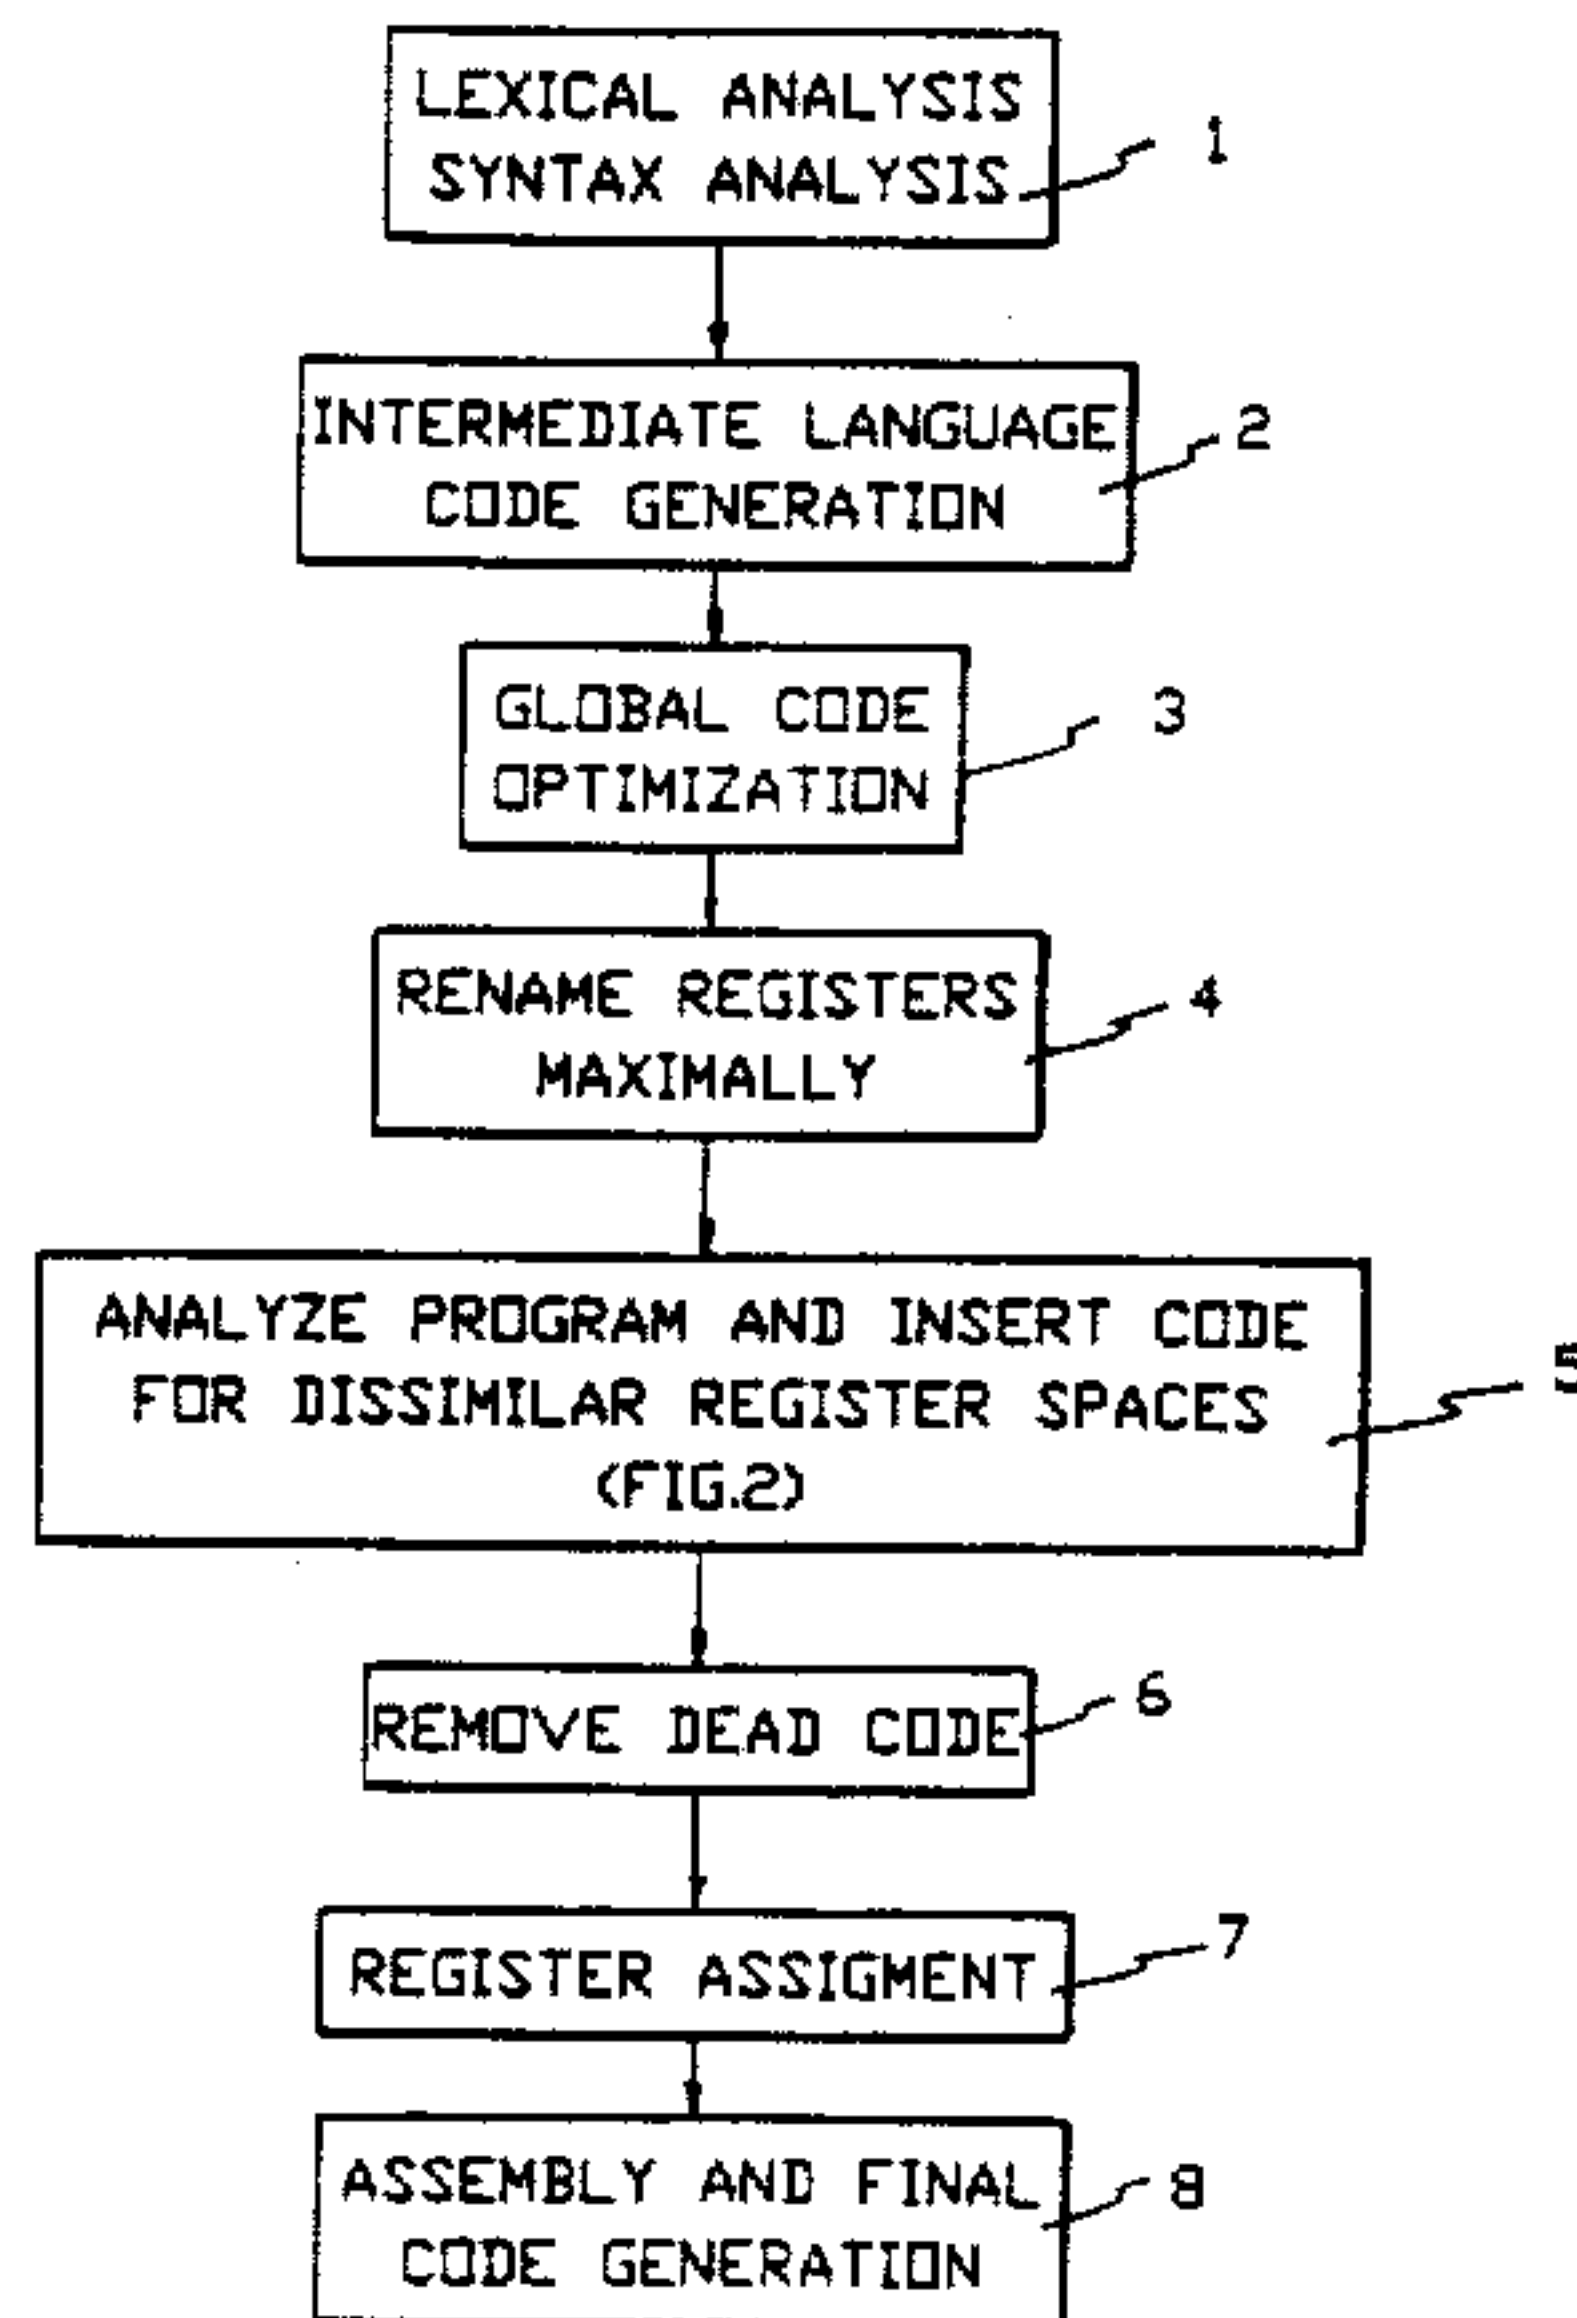 LEXICAL ANALYSIS
SYNTAX ANALYSIS
1
INTERMEDIATE LANGUAGE
CODE GENERATION
2
GLOBAL CODE
OPTIMIZATION
3
RENAME REGISTERS
MAXIMALLY
4
ANALYZE PROGRAM AND INSERT CODE
FOR DISSIMILAR REGISTER SPACES
(FIG.2)
5
REMOVE DEAD CODE
6
REGISTER ASSIGMENT
7
ASSEMBLY AND FINAL
CODE GENERATION
8